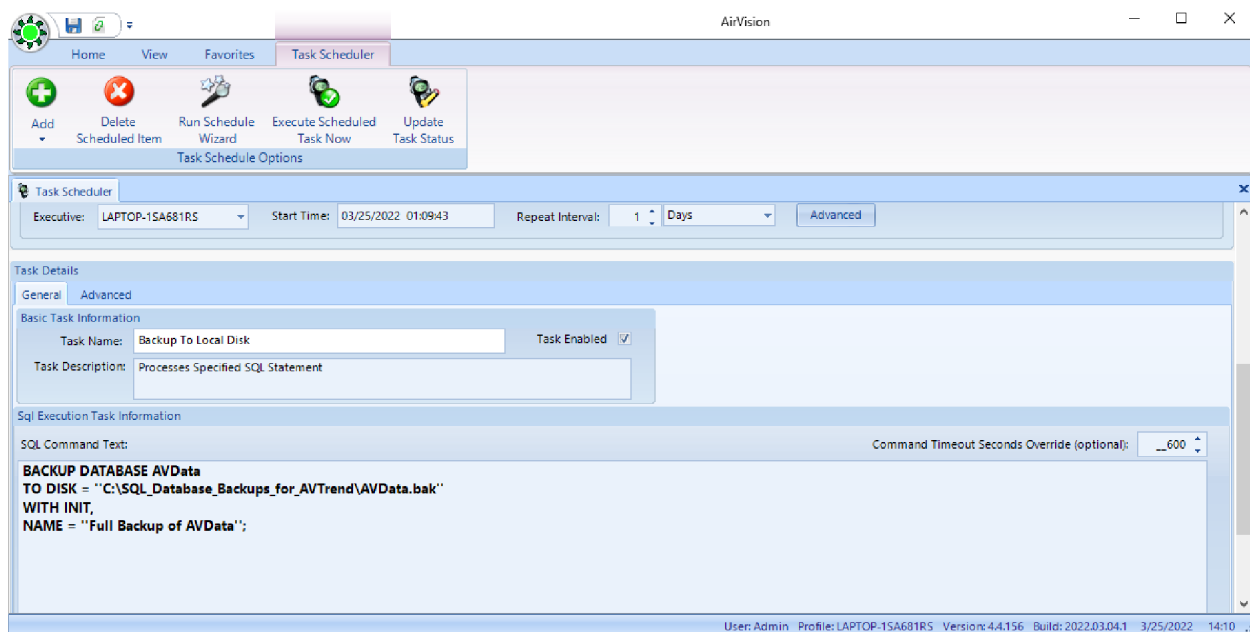 AirVision
Home View Favorites Task Scheduler
Add Delete Scheduled Item Run Schedule Wizard Execute Scheduled Task Now Update Task Status
Task Schedule Options
Task Scheduler
Executive: LAPTOP-1SA681RS Start Time: 03/25/2022 01:09:43 Repeat Interval: 1 Days Advanced
Task Details
General Advanced
Basic Task Information
Task Name: Backup To Local Disk Task Enabled
Task Description: Processes Specified SQL Statement
Sql Execution Task Information
SQL Command Text: Command Timeout Seconds Override (optional): __600
BACKUP DATABASE AVData
TO DISK = ''C:\SQL_Database_Backups_for_AVTrend\AVData.bak''
WITH INIT,
NAME = ''Full Backup of AVData'';
User: Admin Profile: LAPTOP-1SA681RS Version: 4.4.156 Build: 2022.03.04.1 3/25/2022 14:10